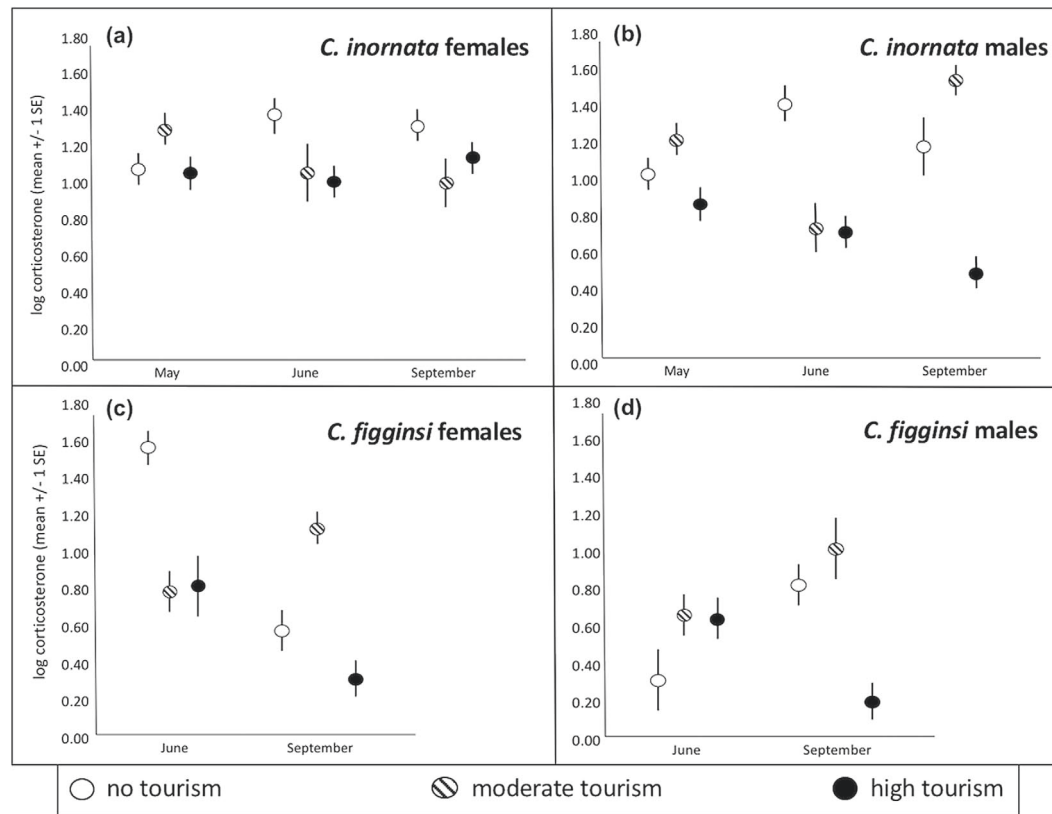 (a)
C. inornata females
log corticosterone (mean +/- 1 SE)
1.80
1.60
1.40
1.20
1.00
0.80
0.60
0.40
0.20
0.00
May June September
(b)
C. inornata males
1.80
1.60
1.40
1.20
1.00
0.80
0.60
0.40
0.20
0.00
May June September
(c)
C. figginsi females
log corticosterone (mean +/- 1 SE)
1.80
1.60
1.40
1.20
1.00
0.80
0.60
0.40
0.20
0.00
June September
(d)
C. figginsi males
1.80
1.60
1.40
1.20
1.00
0.80
0.60
0.40
0.20
0.00
June September
no tourism moderate tourism high tourism